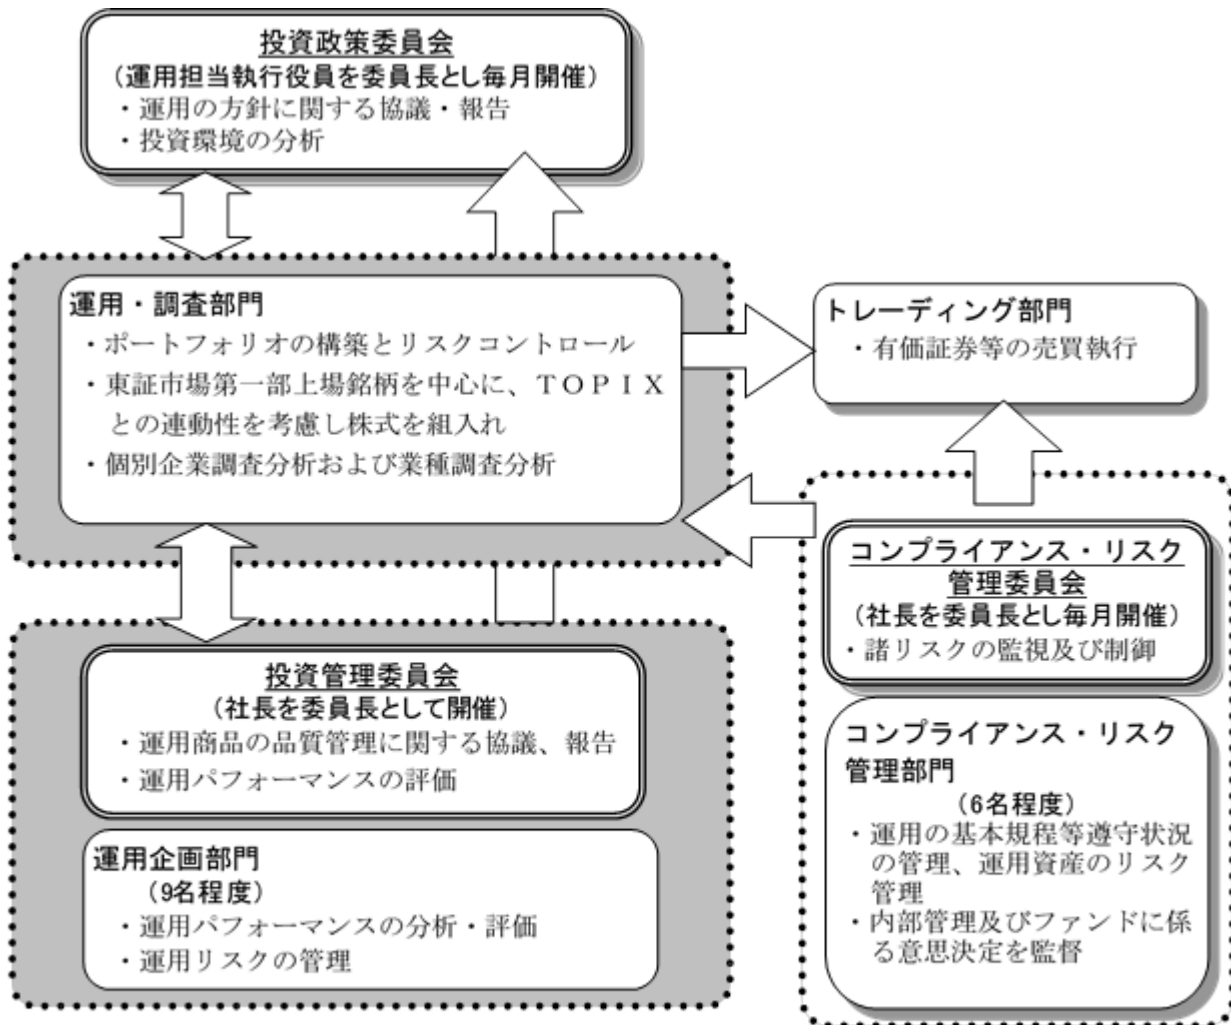 投資政策委員会
（運用担当執行役員を委員長とし毎月開催）
・運用の方針に関する協議・報告
・投資環境の分析
運用・調査部門
・ポートフォリオの構築とリスクコントロール
・東証市場第一部上場銘柄を中心に、ＴＯＰＩＸ
との連動性を考慮し株式を組入れ
・個別企業調査分析および業種調査分析
トレーディング部門
・有価証券等の売買執行
投資管理委員会
（社長を委員長として開催）
・運用商品の品質管理に関する協議、報告
・運用パフォーマンスの評価
運用企画部門
（9名程度）
・運用パフォーマンスの分析・評価
・運用リスクの管理
コンプライアンス・リスク
管理委員会
（社長を委員長とし毎月開催）
・諸リスクの監視及び制御
コンプライアンス・リスク
管理部門
（6名程度）
・運用の基本規程等遵守状況
の管理、運用資産のリスク
管理
・内部管理及びファンドに係
る意思決定を監督